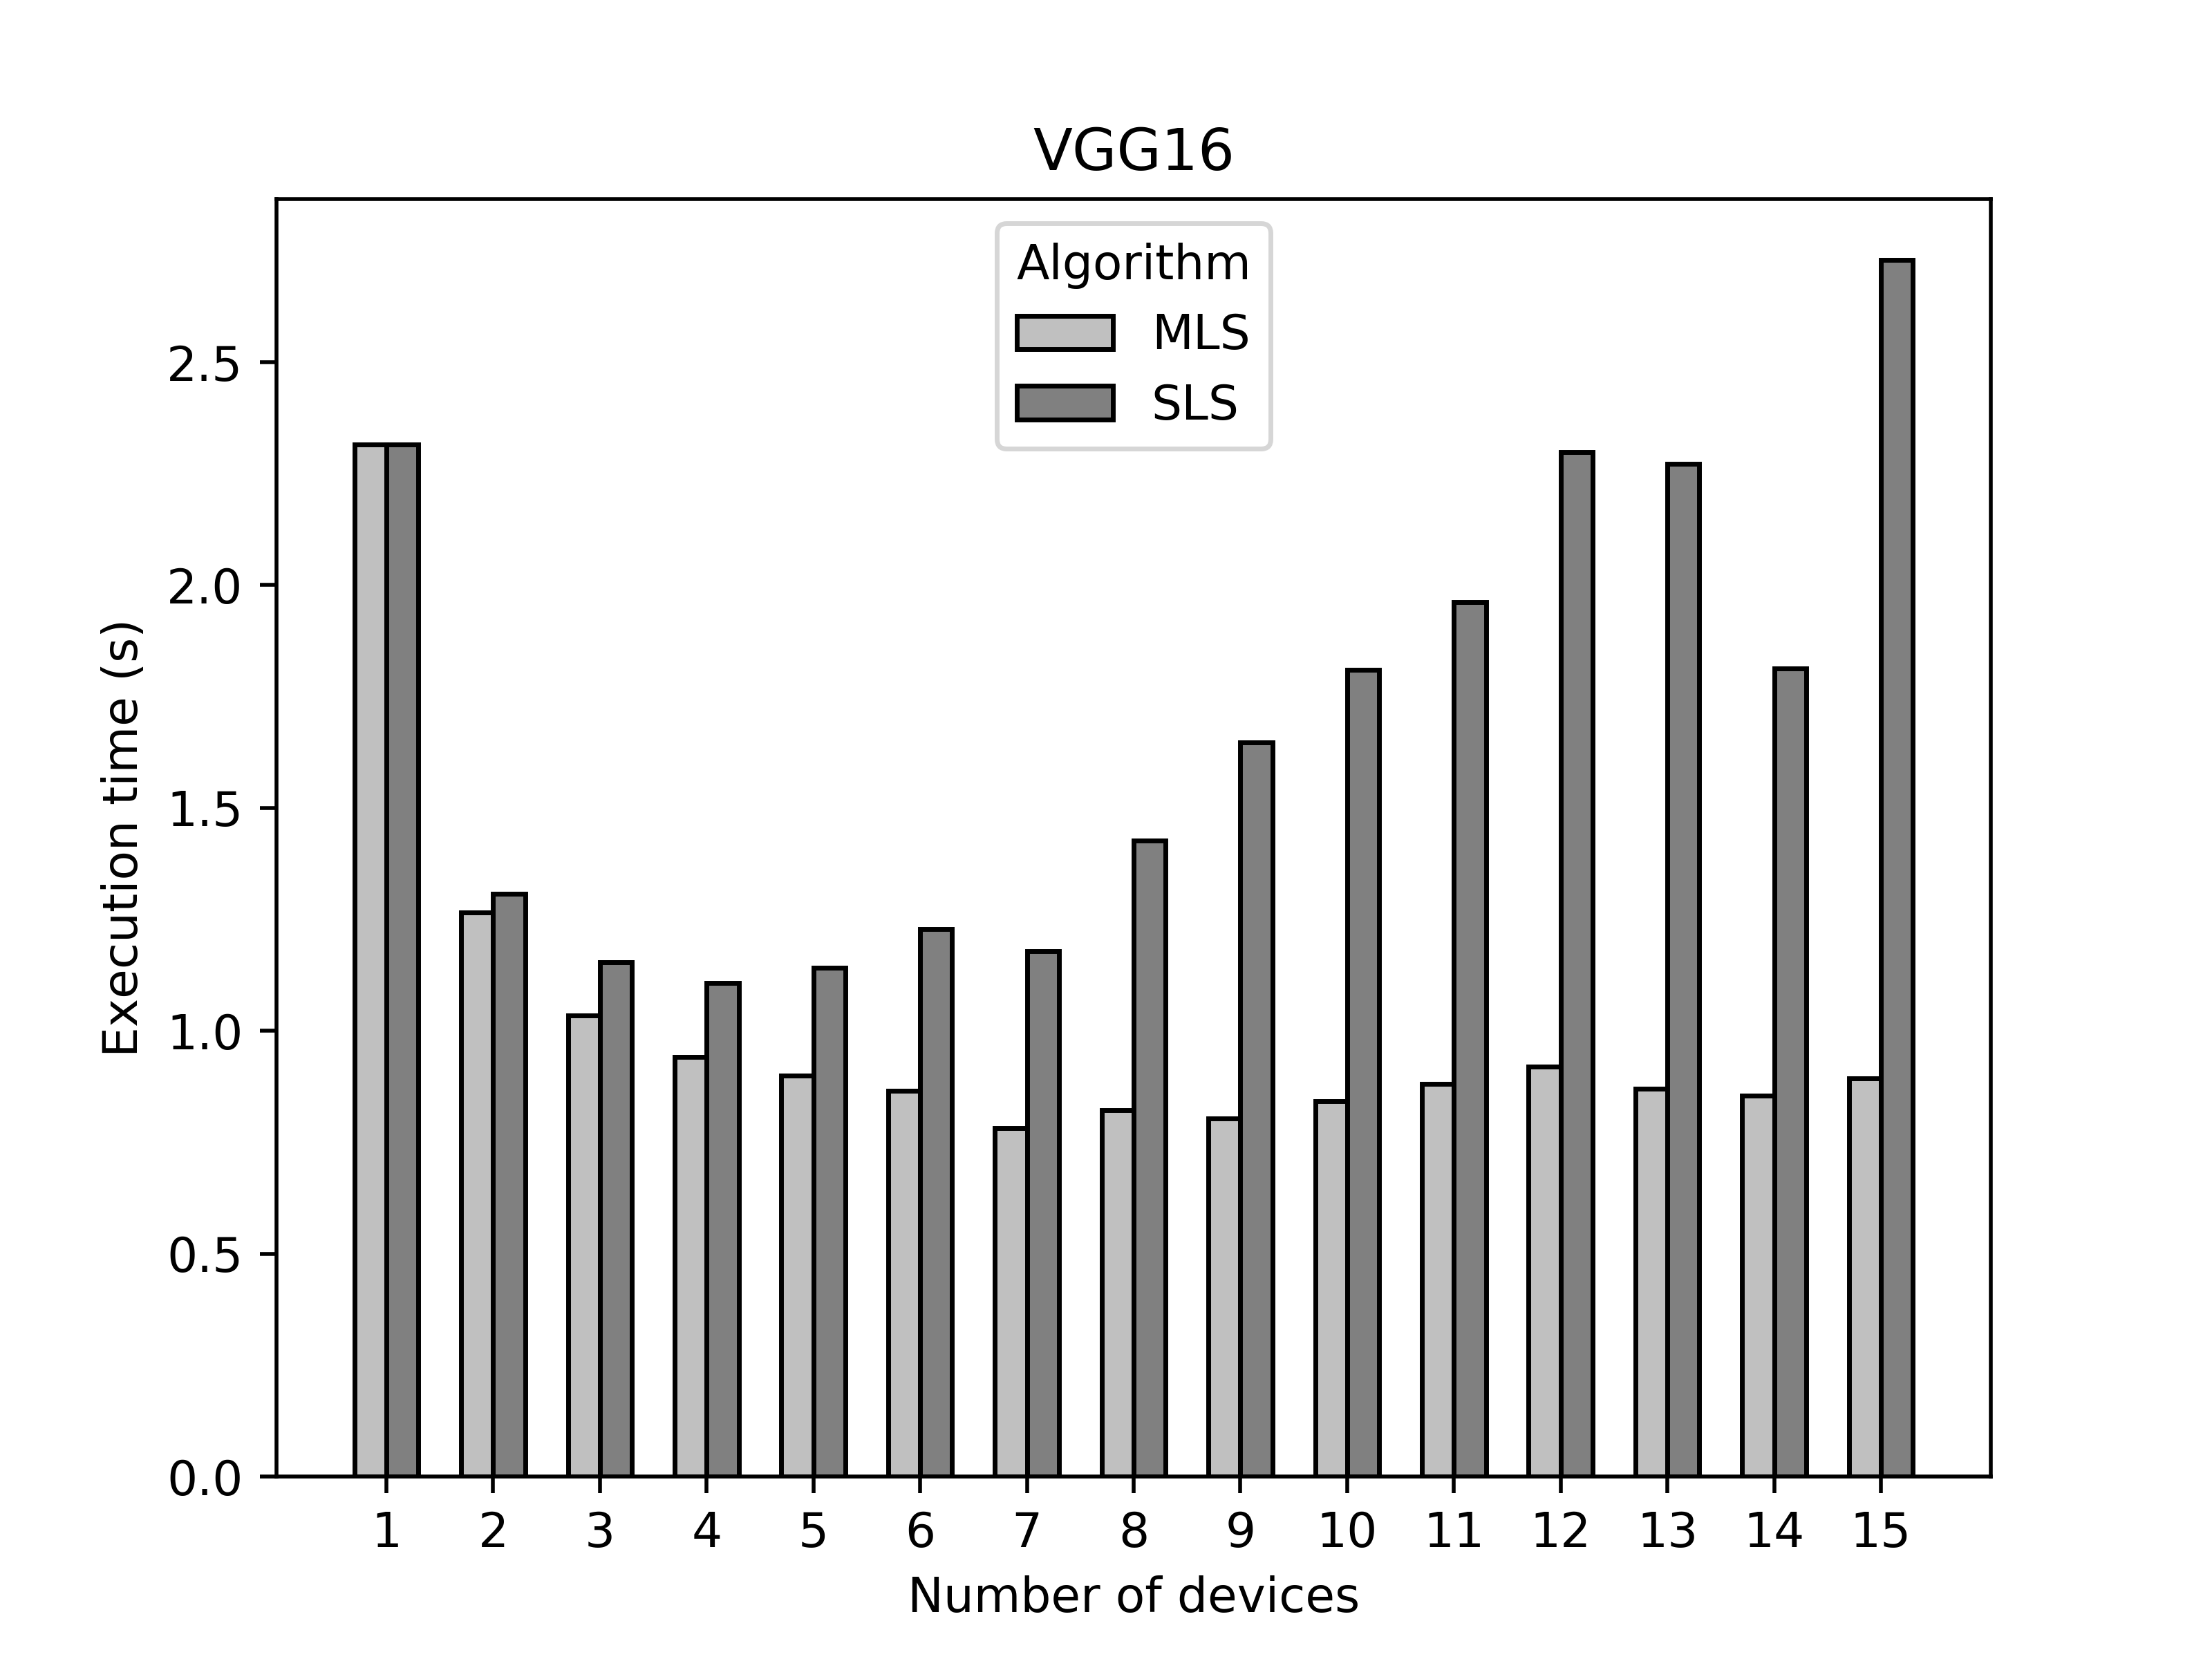 VGG16
Algorithm
MLS
SLS
Execution time (s)
2.5
2.0
1.5
1.0
0.5
0.0
1 2 3 4 5 6 7 8 9 10 11 12 13 14 15
Number of devices